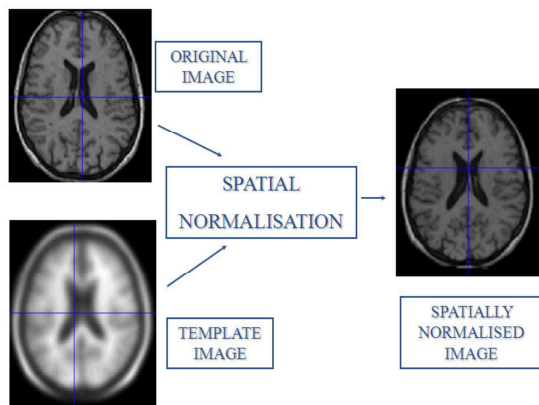 ORIGINAL
IMAGE
SPATIAL
NORMALISATION
TEMPLATE
IMAGE
SPATIALLY
NORMALISED
IMAGE